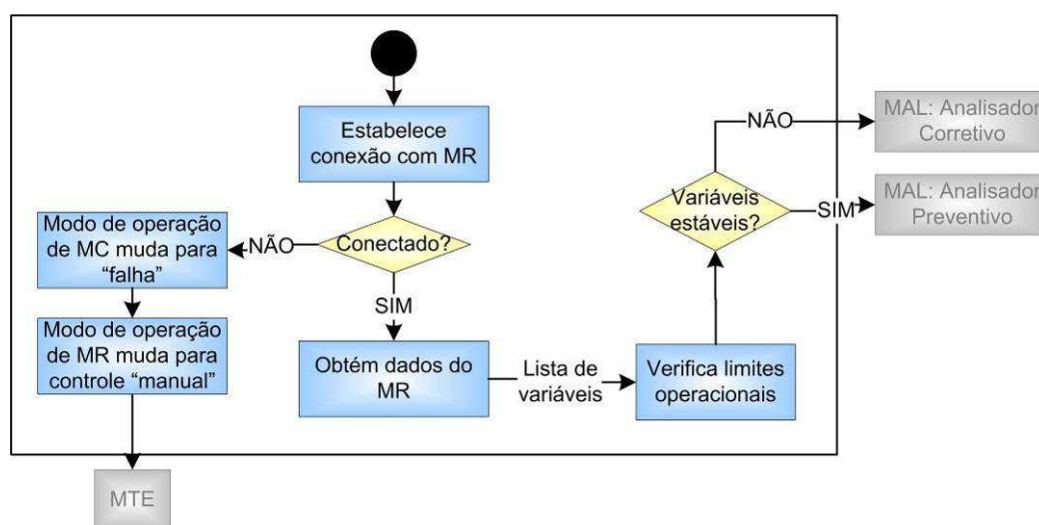 Estabelece
conexão com MR
Conectado?
NÃO
Modo de operação
de MC muda para
“falha”
Modo de operação
de MR muda para
controle “manual”
MTE
SIM
Obtém dados do
MR
Lista de
variáveis
Verifica limites
operacionais
Variáveis
estáveis?
NÃO
MAL: Analisador
Corretivo
SIM
MAL: Analisador
Preventivo